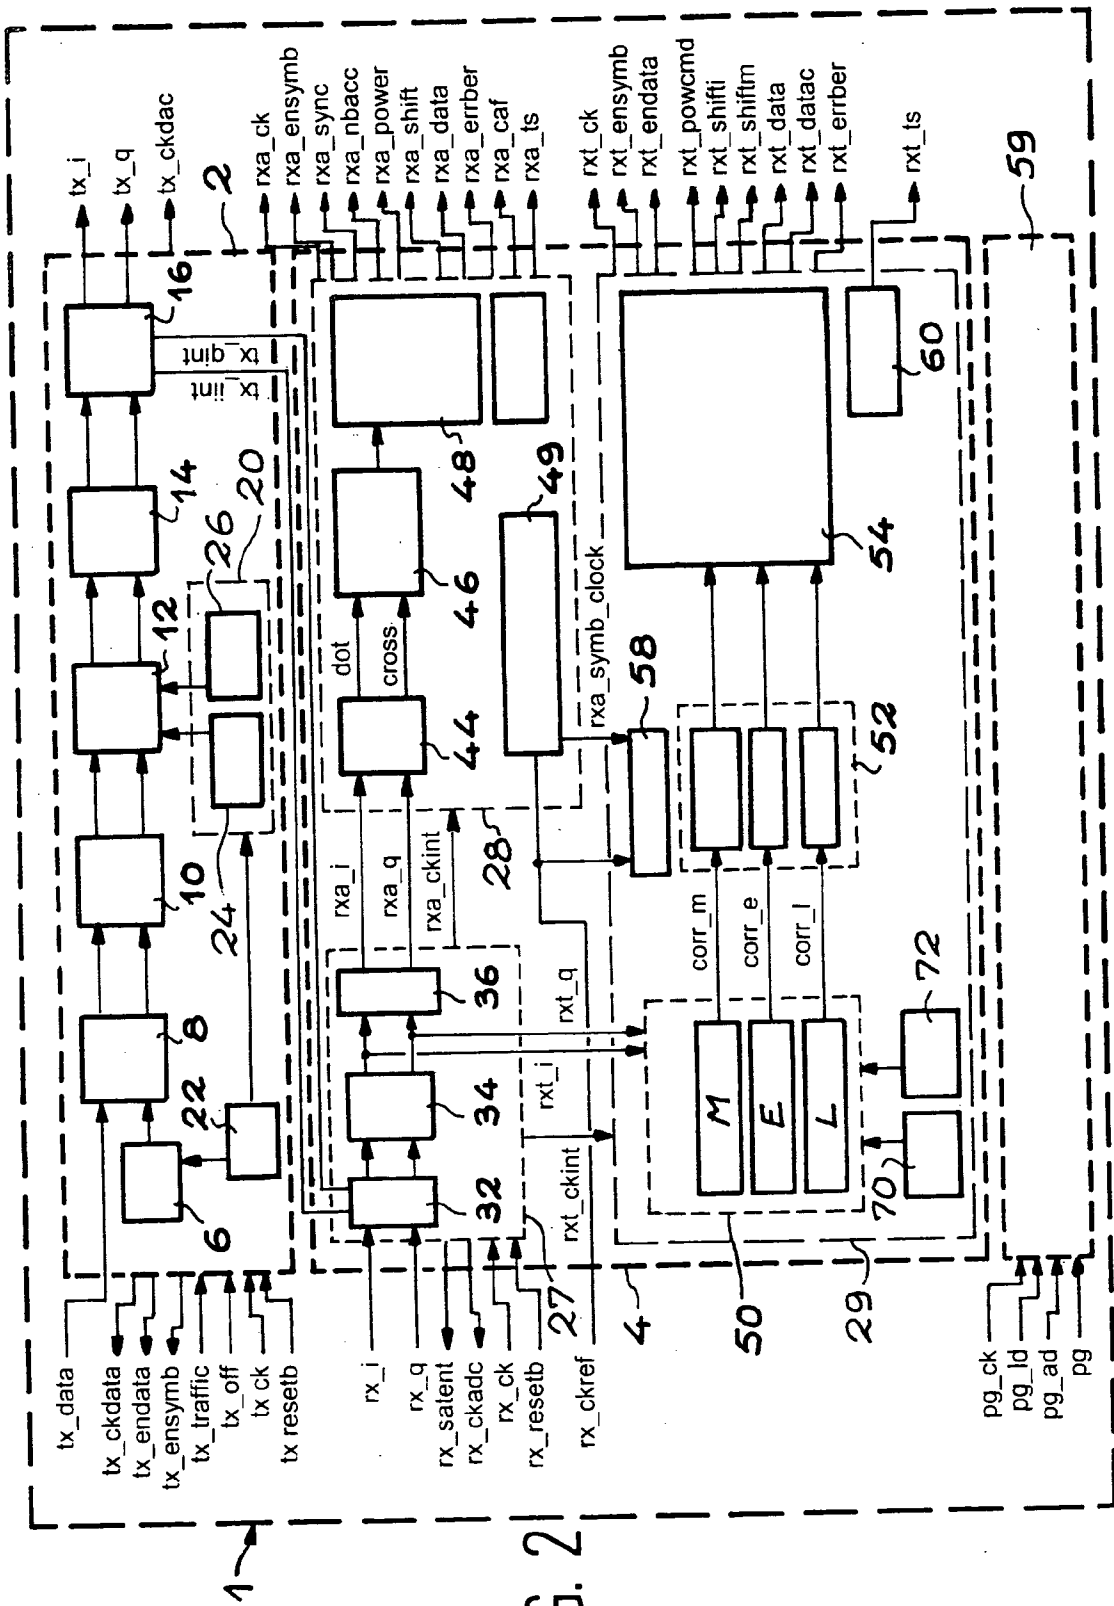 tx_i
tx_q
tx_ckdac
2
16
tx_qint
tx_iint
14
20
26
12
10
24
8
22
6
tx_data
tx_ckdata
tx_endata
tx_ensymb
tx_traffic
tx_off
tx ck
tx resetb
rxa_ck
rxa_ensymb
rxa_sync
rxa_nbacc
rxa_power
rxa_shift
rxa_data
rxa_errber
rxa_caf
rxa_ts
48
49
46
dot
cross
44
rxa_symb_clock
58
28
rxa_i
rxa_q
rxa_ckint
36
34
32
rxt_q
rxt_i
rxt_ckint
27
rx_i
rx_q
rx_satent
rx_ckadc
rx_ck
rx_resetb
rx_ckref
4
rxt_ck
rxt_ensymb
rxt_endata
rxt_powcmd
rxt_shifti
rxt_shiftm
rxt_data
rxt_datac
rxt_errber
rxt_ts
60
54
52
corr_m
corr_e
corr_l
M
E
L
72
70
50
29
59
pg_ck
pg_ld
pg_ad
pg
1
G. 2